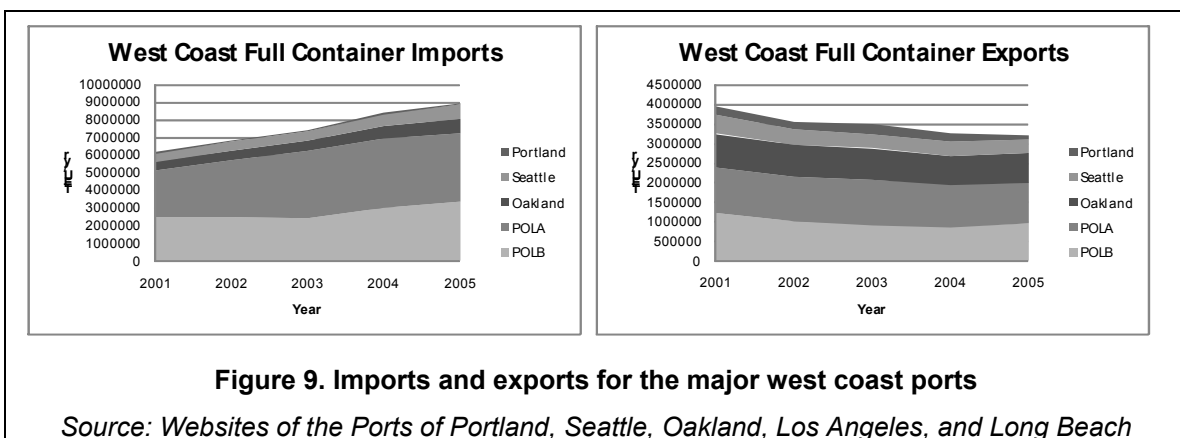 West Coast Full Container Imports
10000000
9000000
8000000
7000000
6000000
5000000
4000000
3000000
2000000
1000000
0
2001 2002 2003 2004 2005
Year
Portland
Seattle
Oakland
POLA
POLB
West Coast Full Container Exports
4500000
4000000
3500000
3000000
2500000
2000000
1500000
1000000
500000
0
2001 2002 2003 2004 2005
Year
Portland
Seattle
Oakland
POLA
POLB
Figure 9. Imports and exports for the major west coast ports
Source: Websites of the Ports of Portland, Seattle, Oakland, Los Angeles, and Long Beach